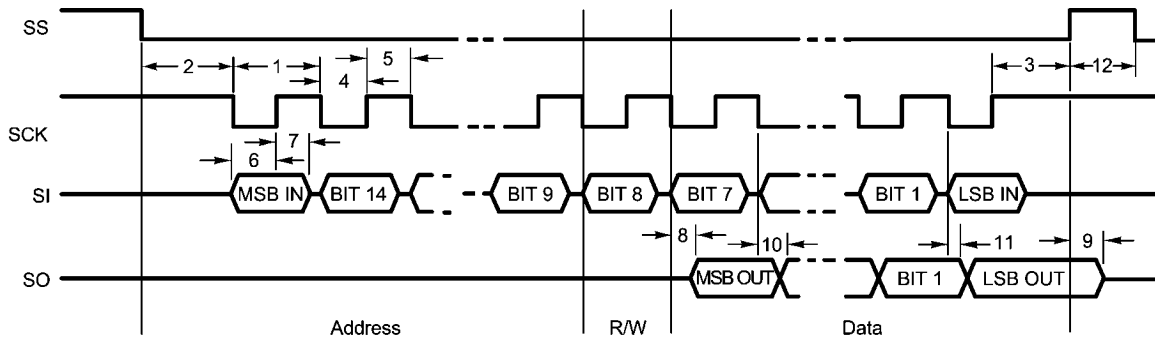 SS
2 1 5 4 3 12
SCK
6 7
SI MSB IN BIT 14 BIT 9 BIT 8 BIT 7 BIT 1 LSB IN
8 10 11 9
SO MSB OUT BIT 1 LSB OUT
Address R/W Data